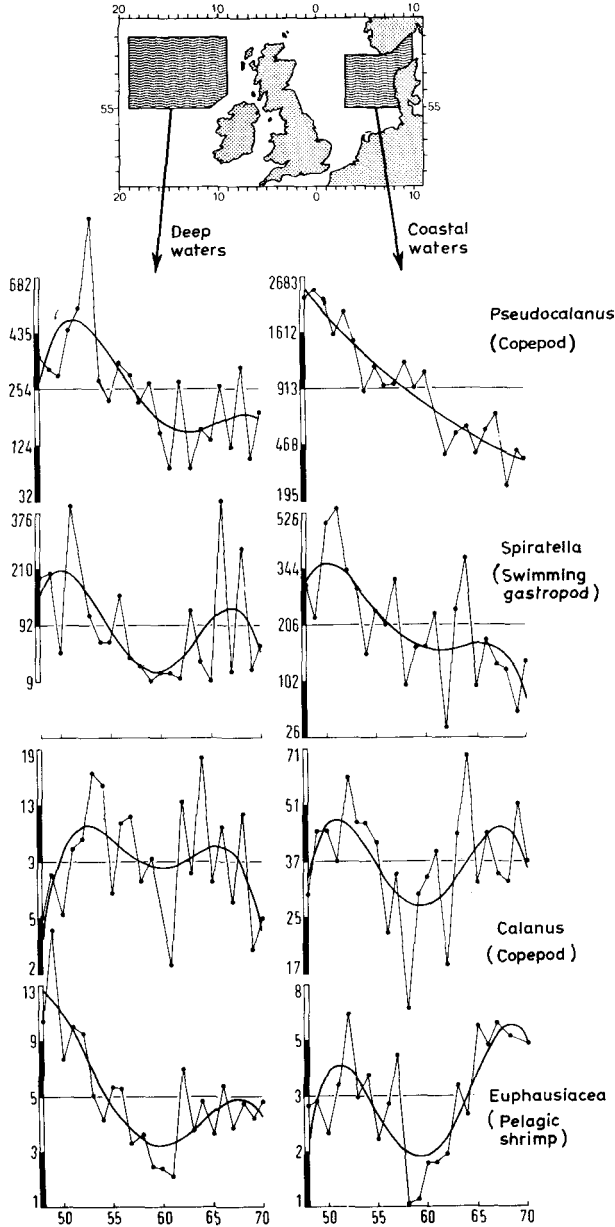 20 10 0 10
55 55
20 10 0 10
Deep
waters
Coastal
waters
682
435
254
124
32
2683
1612
913
468
195
Pseudocalanus
(Copepod)
376
210
92
9
526
344
206
102
26
Spiratella
(Swimming
gastropod)
19
13
9
5
2
71
51
37
25
17
Calanus
(Copepod)
13
9
5
3
1
8
5
3
2
1
Euphausiacea
(Pelagic
shrimp)
50 55 60 65 70
50 55 60 65 70